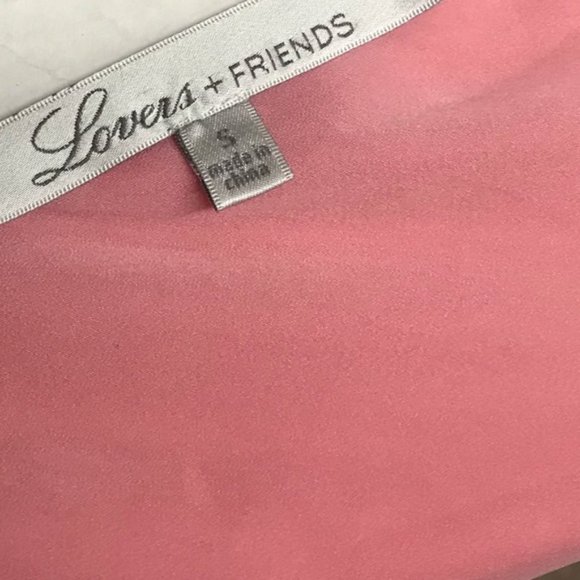 Lovers + FRIENDS
S
made in
china